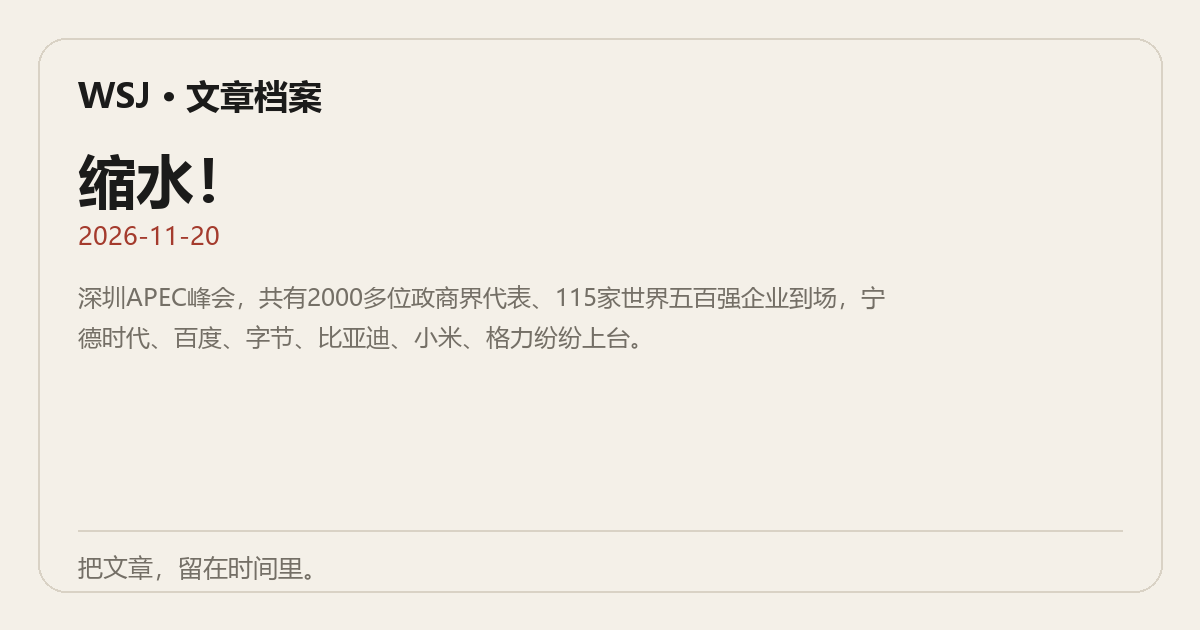 WSJ · 文章档案
缩水！
2026-11-20
深圳APEC峰会，共有2000多位政商界代表、115家世界五百强企业到场，宁
德时代、百度、字节、比亚迪、小米、格力纷纷上台。
把文章，留在时间里。